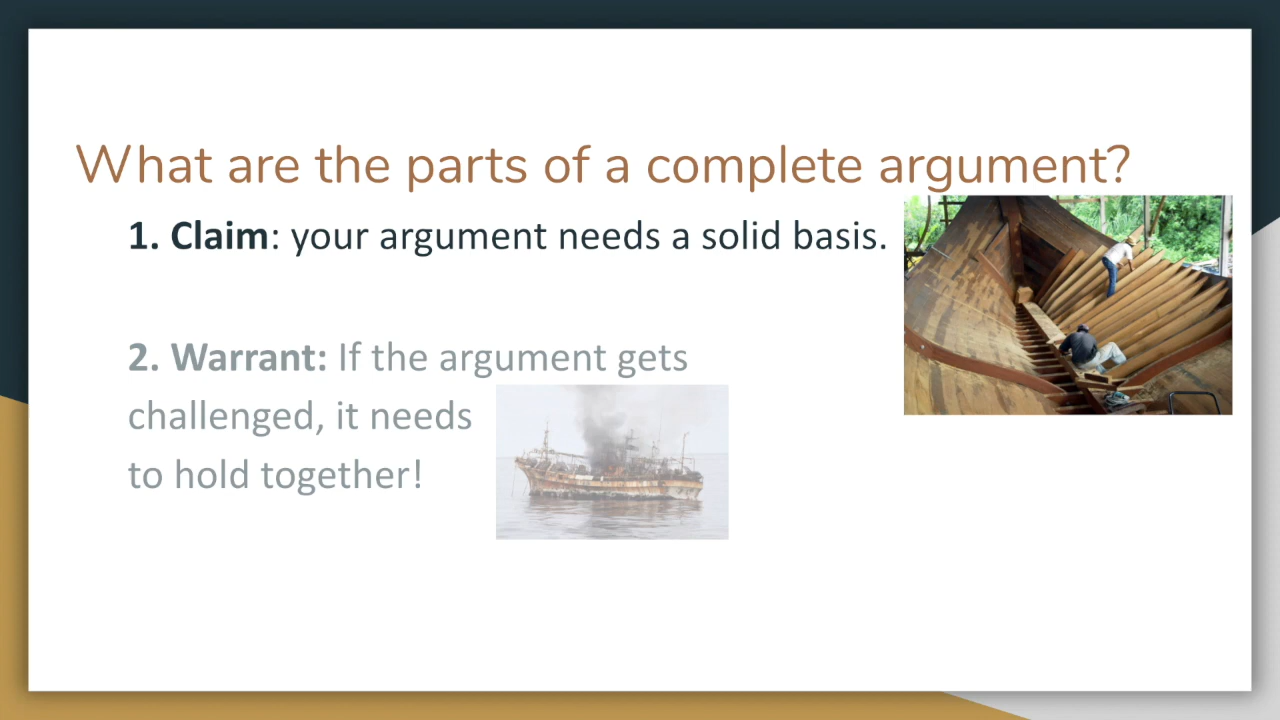 What are the parts of a complete argument?
1. Claim: your argument needs a solid basis.
2. Warrant: If the argument gets
challenged, it needs
to hold together!